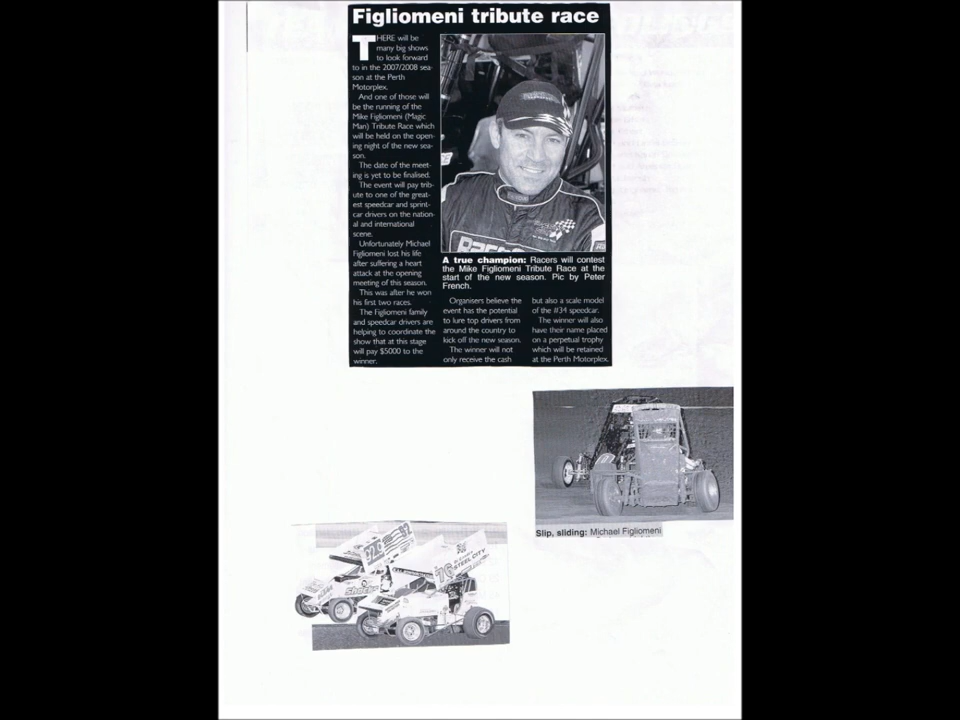 Figliomeni tribute race
THERE will be
many big shows
to look forward
to in the 2007/2008 sea-
son at the Perth
Motorplex.
And one of those will
be the running of the
Mike Figliomeni (Magic
Man) Tribute Race which
will be held on the open-
ing night of the new sea-
son.
The date of the meet-
ing is yet to be finalised.
The event will pay trib-
ute to one of the great-
est speedcar and sprint-
car drivers on the nation-
al and international
scene.
Unfortunately Michael
Figliomeni lost his life
after suffering a heart
attack at the opening
meeting of this season.
This was after he won
his first two races.
The Figliomeni family
and speedcar drivers are
helping to coordinate the
show that at this stage
will pay $5000 to the
winner.
A true champion: Racers will contest
the Mike Figliomeni Tribute Race at the
start of the new season. Pic by Peter
French.
Organisers believe the
event has the potential
to lure top drivers from
around the country to
kick off the new season.
The winner will not
only receive the cash
but also a scale model
of the #34 speedcar.
The winner will also
have their name placed
on a perpetual trophy
which will be retained
at the Perth Motorplex.
Slip, sliding: Michael Figliomeni
76
STEEL CITY